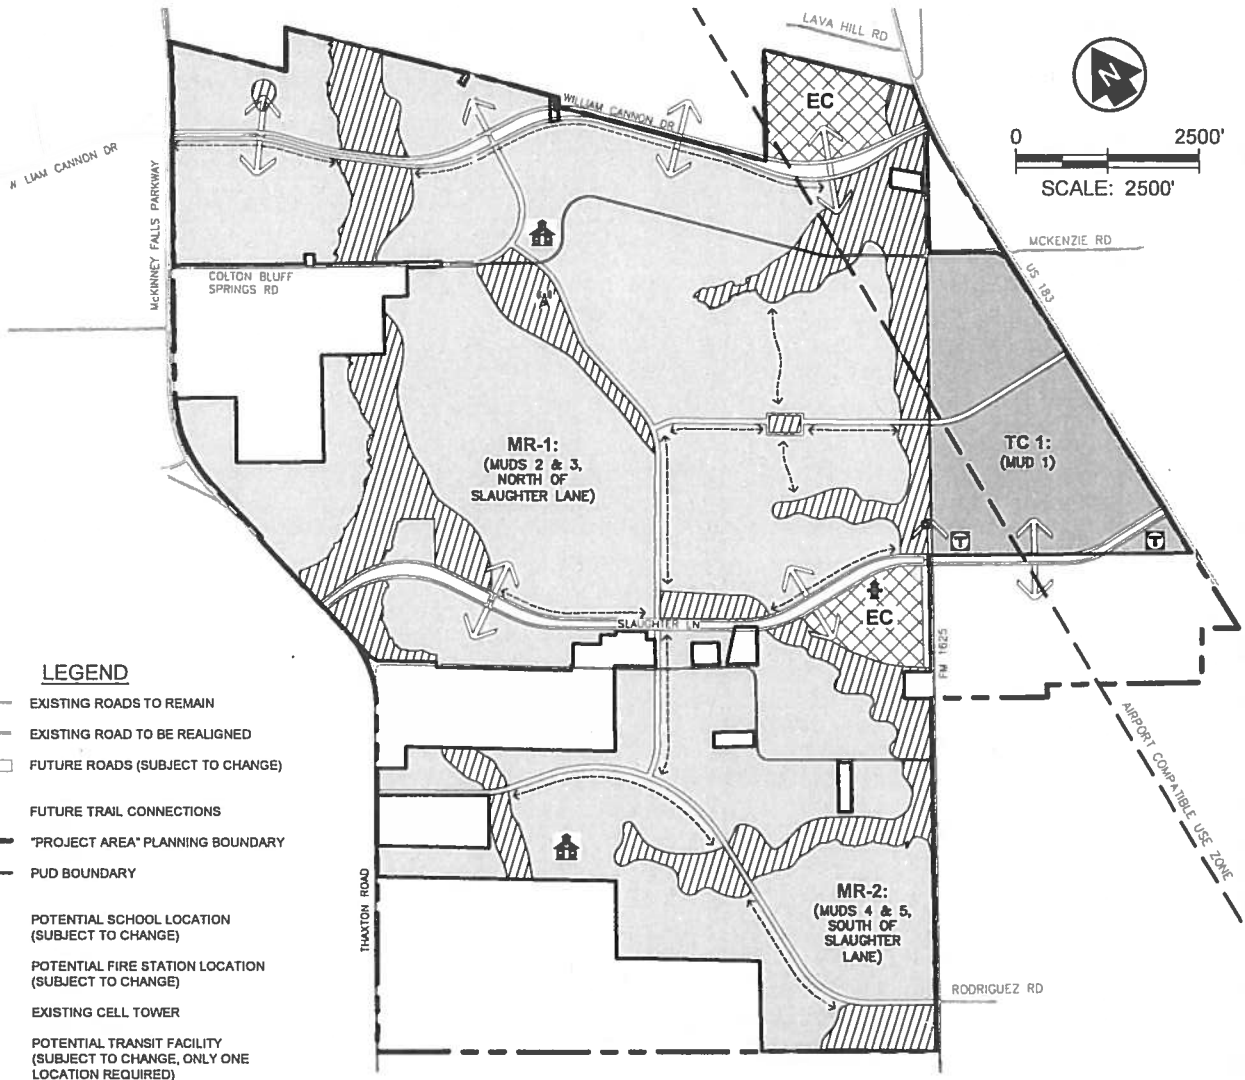 LAVA HILL RD
EC
WILLIAM CANNON DR
N
0 2500'
SCALE: 2500'
W LIAM CANNON DR
McKINNEY FALLS PARKWAY
MCKENZIE RD
US 183
COLTON BLUFF
SPRINGS RD
MR-1:
(MUDS 2 & 3,
NORTH OF
SLAUGHTER LANE)
TC 1:
(MUD 1)
T
T
EC
SLAUGHTER LN
FM 1625
AIRPORT COMPATIBLE USE ZONE
THAXTON ROAD
MR-2:
(MUDS 4 & 5,
SOUTH OF
SLAUGHTER
LANE)
RODRIGUEZ RD
LEGEND
EXISTING ROADS TO REMAIN
EXISTING ROAD TO BE REALIGNED
FUTURE ROADS (SUBJECT TO CHANGE)
FUTURE TRAIL CONNECTIONS
"PROJECT AREA" PLANNING BOUNDARY
PUD BOUNDARY
POTENTIAL SCHOOL LOCATION
(SUBJECT TO CHANGE)
POTENTIAL FIRE STATION LOCATION
(SUBJECT TO CHANGE)
EXISTING CELL TOWER
POTENTIAL TRANSIT FACILITY
(SUBJECT TO CHANGE, ONLY ONE
LOCATION REQUIRED)